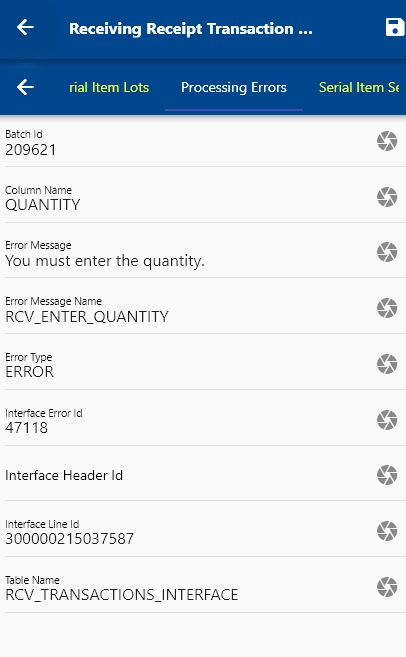 Receiving Receipt Transaction ...
rial Item Lots Processing Errors Serial Item Se
Batch Id
209621
Column Name
QUANTITY
Error Message
You must enter the quantity.
Error Message Name
RCV_ENTER_QUANTITY
Error Type
ERROR
Interface Error Id
47118
Interface Header Id
Interface Line Id
300000215037587
Table Name
RCV_TRANSACTIONS_INTERFACE